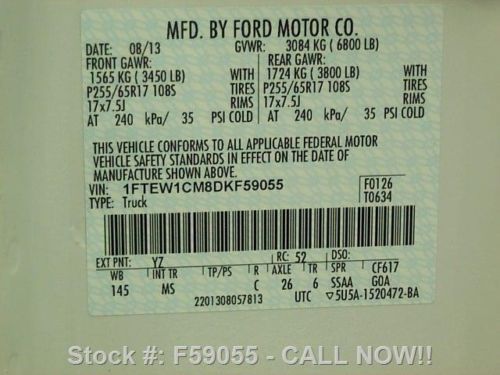 MFD. BY FORD MOTOR CO.
DATE: 08/13 GVWR: 3084 KG (6800 LB)
FRONT GAWR: REAR GAWR:
1565 KG (3450 LB) WITH 1724 KG (3800 LB) WITH
P255/65R17 108S TIRES P255/65R17 108S TIRES
17x7.5J RIMS 17x7.5J RIMS
AT 240 kPa/ 35 PSI COLD AT 240 kPa/ 35 PSI COLD
THIS VEHICLE CONFORMS TO ALL APPLICABLE FEDERAL MOTOR
VEHICLE SAFETY STANDARDS IN EFFECT ON THE DATE OF
MANUFACTURE SHOWN ABOVE.
VIN: 1FTEW1CM8DKF59055 F0126
TYPE: Truck T0634
EXT PNT: YZ RC: 52 DSO:
WB INT TR TP/PS R AXLE TR SPR CF617
145 MS C 26 6 SSAA GOA
2201308057813 UTC ▽5U5A-1520472-BA
Stock #: F59055 - CALL NOW!!